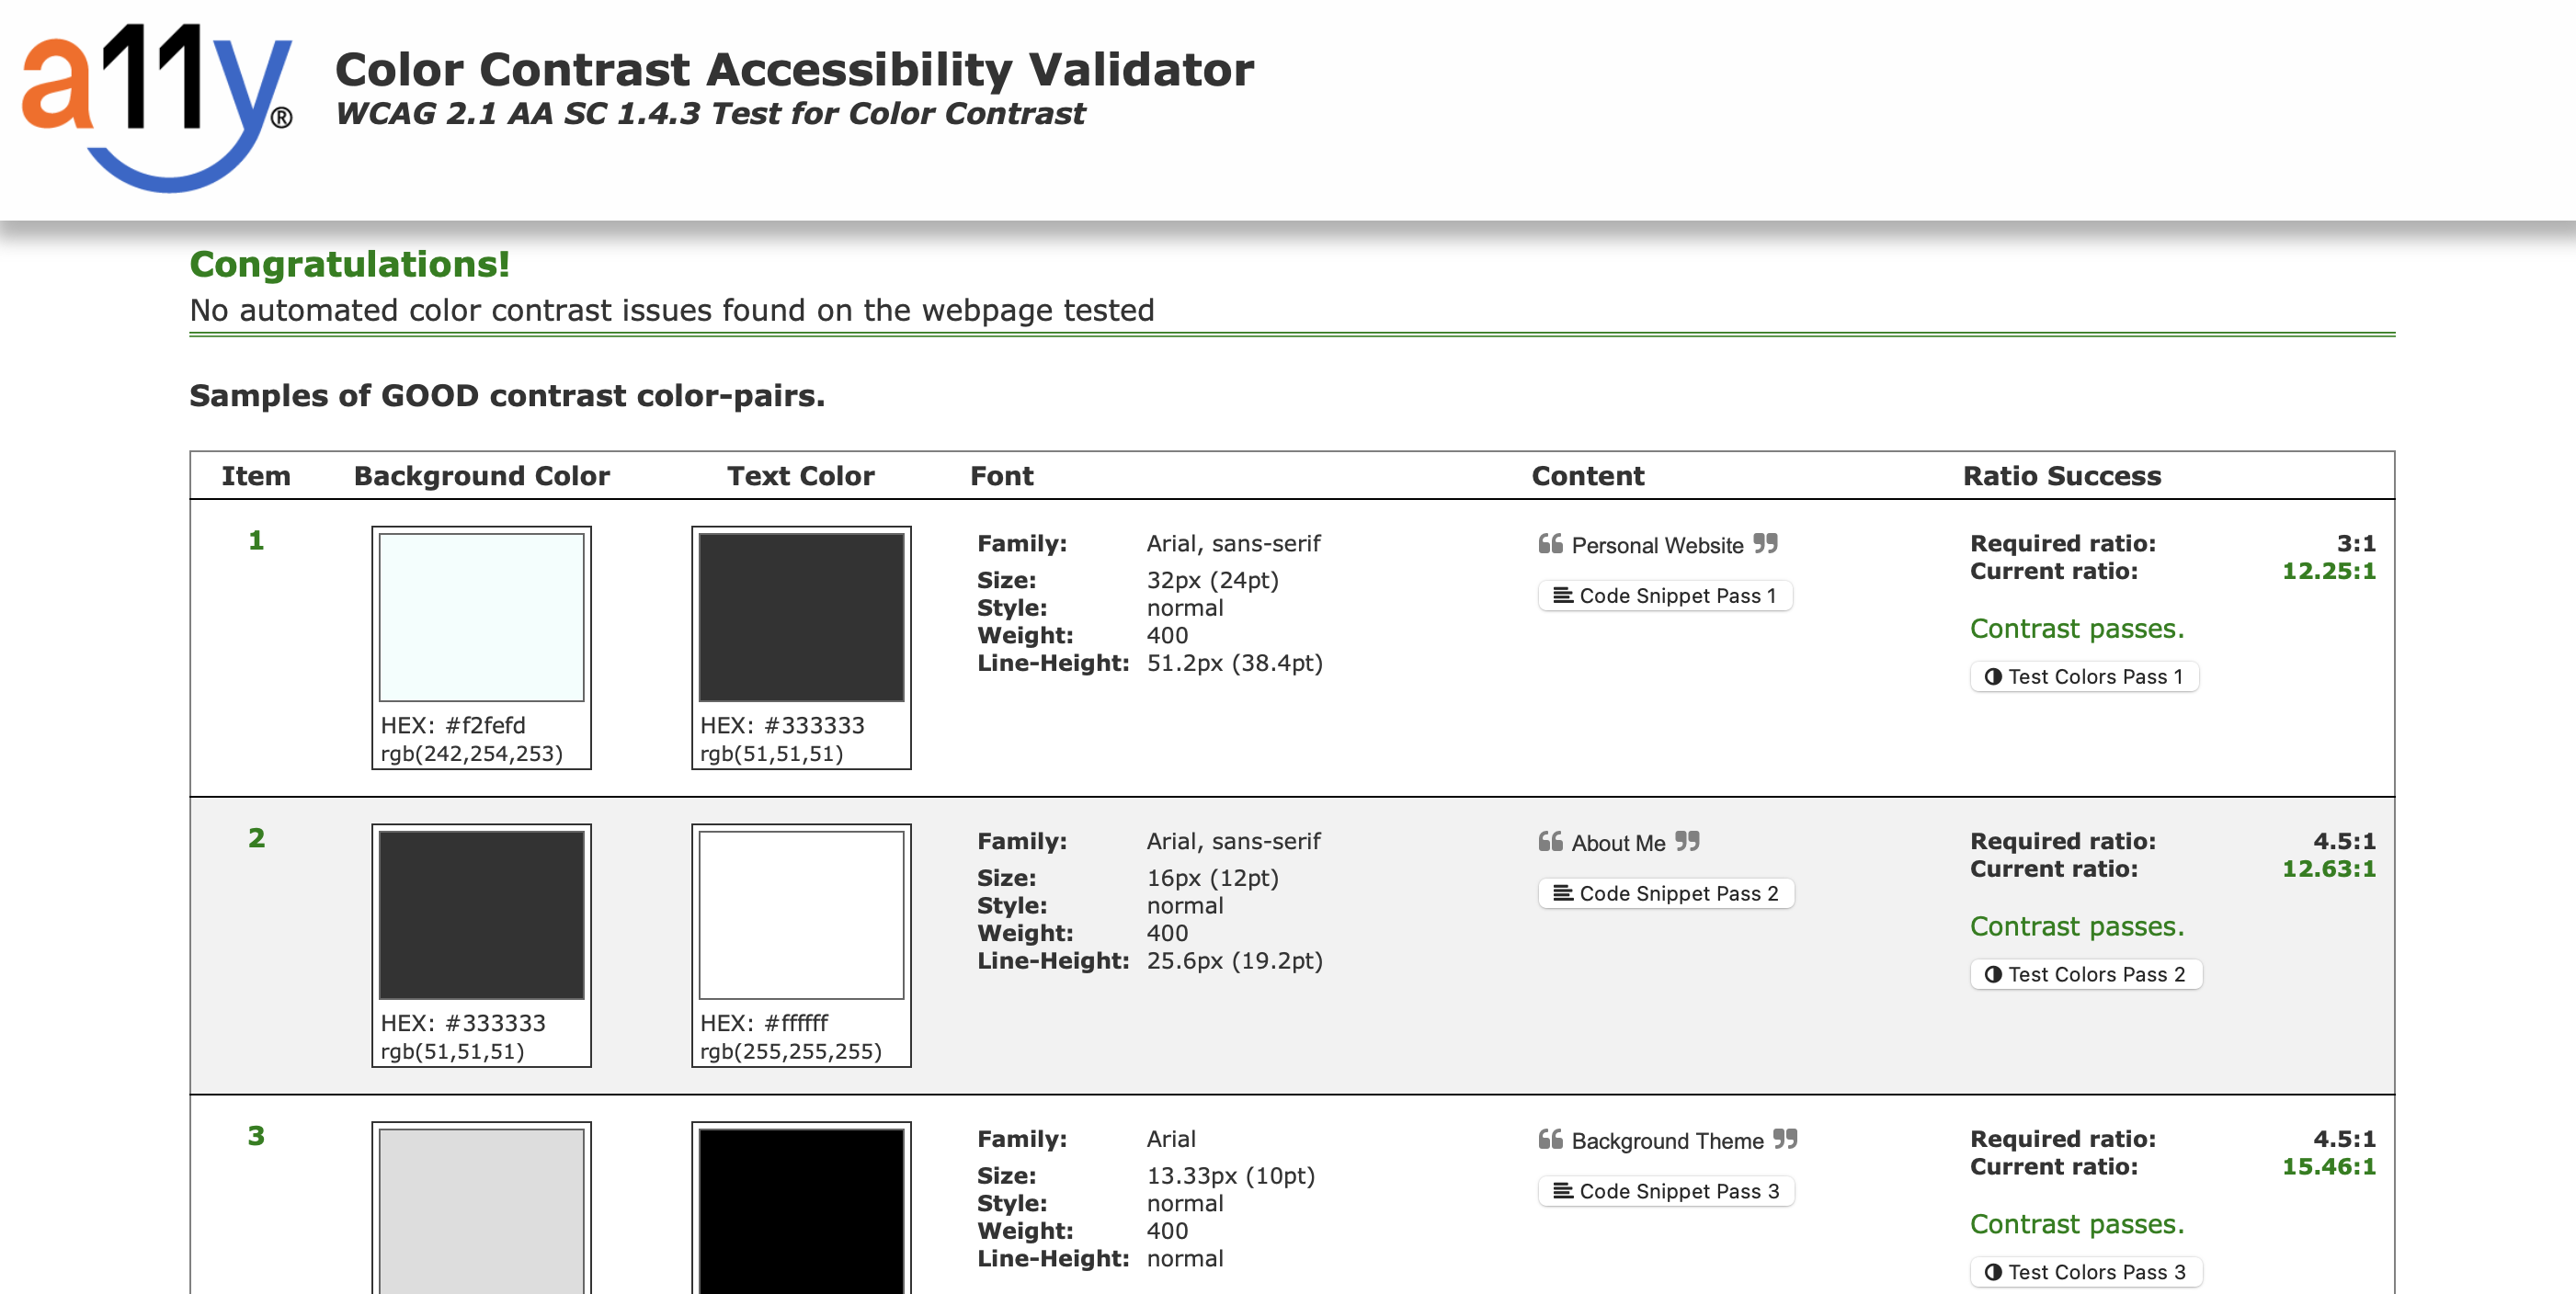 a11y®
Color Contrast Accessibility Validator
WCAG 2.1 AA SC 1.4.3 Test for Color Contrast
Congratulations!
No automated color contrast issues found on the webpage tested
Samples of GOOD contrast color-pairs.
Item Background Color Text Color Font Content Ratio Success
1
HEX: #f2fefd
rgb(242,254,253)
HEX: #333333
rgb(51,51,51)
Family: Arial, sans-serif
Size: 32px (24pt)
Style: normal
Weight: 400
Line-Height: 51.2px (38.4pt)
❝ Personal Website ❞
Code Snippet Pass 1
Required ratio: 3:1
Current ratio: 12.25:1
Contrast passes.
Test Colors Pass 1
2
HEX: #333333
rgb(51,51,51)
HEX: #ffffff
rgb(255,255,255)
Family: Arial, sans-serif
Size: 16px (12pt)
Style: normal
Weight: 400
Line-Height: 25.6px (19.2pt)
❝ About Me ❞
Code Snippet Pass 2
Required ratio: 4.5:1
Current ratio: 12.63:1
Contrast passes.
Test Colors Pass 2
3
Family: Arial
Size: 13.33px (10pt)
Style: normal
Weight: 400
Line-Height: normal
❝ Background Theme ❞
Code Snippet Pass 3
Required ratio: 4.5:1
Current ratio: 15.46:1
Contrast passes.
Test Colors Pass 3